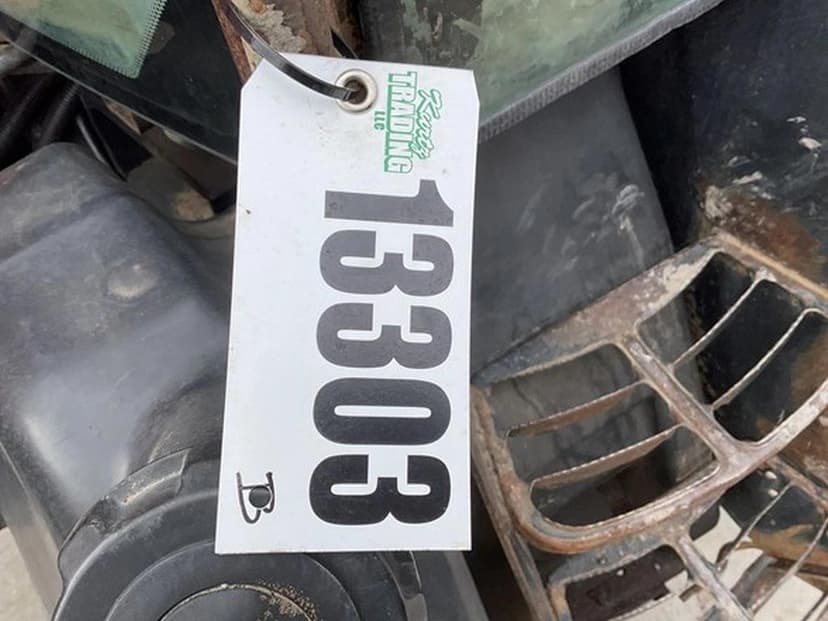 Kurtz
TRADING
LLC
13303
B